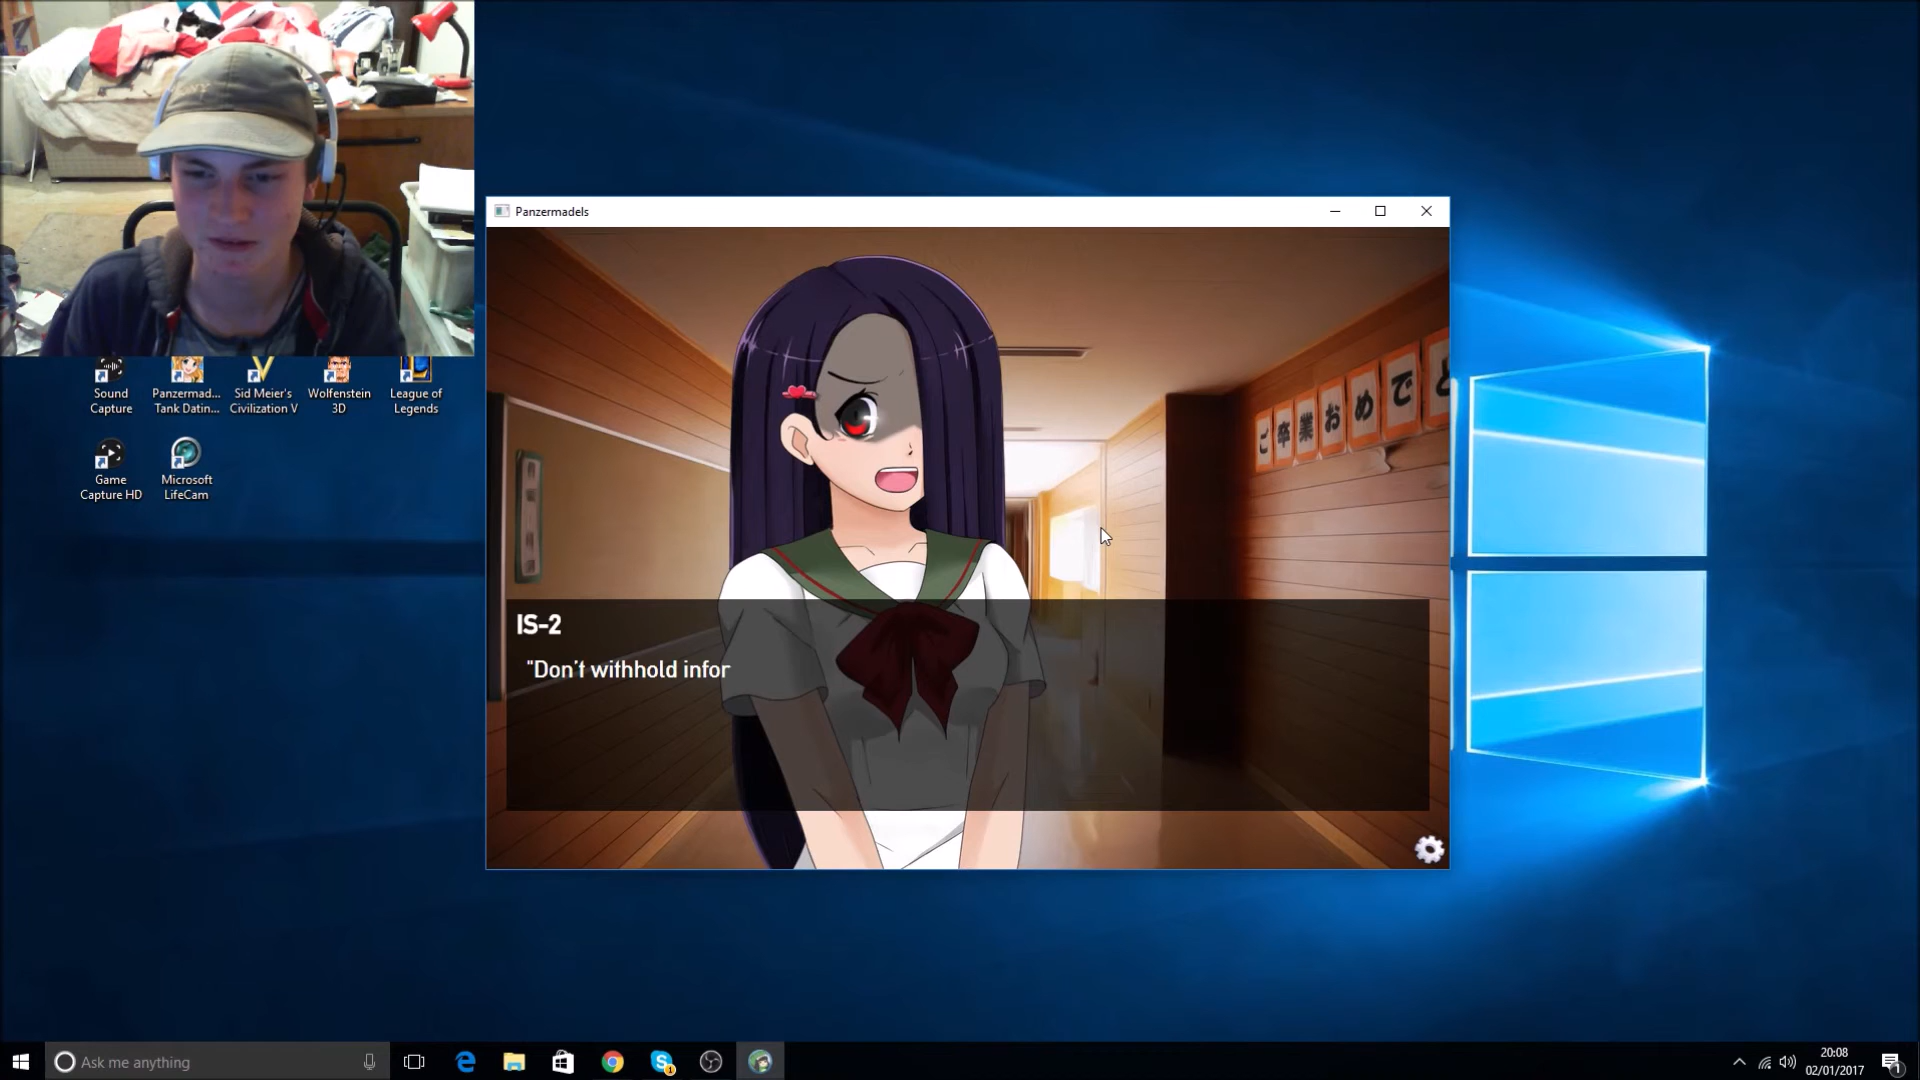 Panzermadels
Sound
Capture
Panzermad...
Tank Datin...
Sid Meier's
Civilization V
Wolfenstein
3D
League of
Legends
Game
Capture HD
Microsoft
LifeCam
ご卒業おめでと
IS-2
"Don't withhold infor
Ask me anything
20:08
02/01/2017